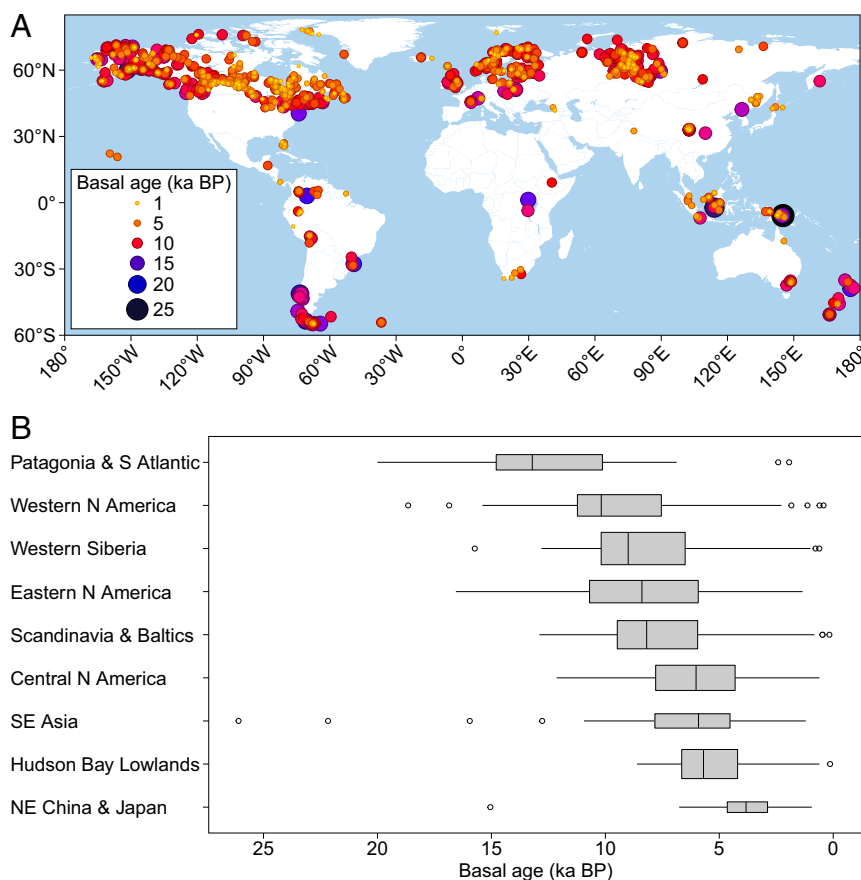 A
60°N
30°N
0°
30°S
60°S
Basal age (ka BP)
1
5
10
15
20
25
180° 150°W 120°W 90°W 60°W 30°W 0° 30°E 60°E 90°E 120°E 150°E 180°
B
Patagonia & S Atlantic
Western N America
Western Siberia
Eastern N America
Scandinavia & Baltics
Central N America
SE Asia
Hudson Bay Lowlands
NE China & Japan
25 20 15 10 5 0
Basal age (ka BP)